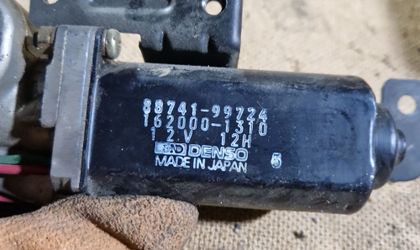 88741-99724
162000-1310
12V 12H
DENSO
MADE IN JAPAN 5